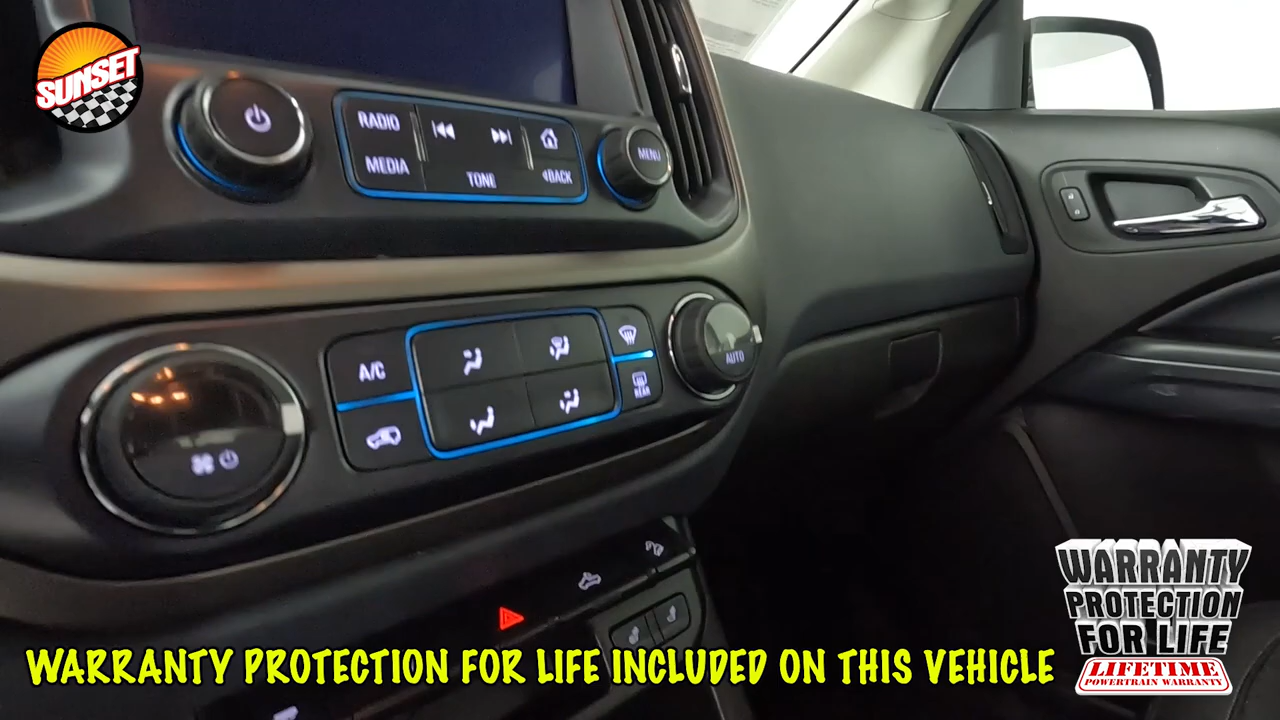 SUNSET
RADIO
MEDIA
TONE
BACK
MENU
A/C
REAR
AUTO
WARRANTY PROTECTION FOR LIFE INCLUDED ON THIS VEHICLE
WARRANTY
PROTECTION
FOR LIFE
LIFETIME
POWERTRAIN WARRANTY